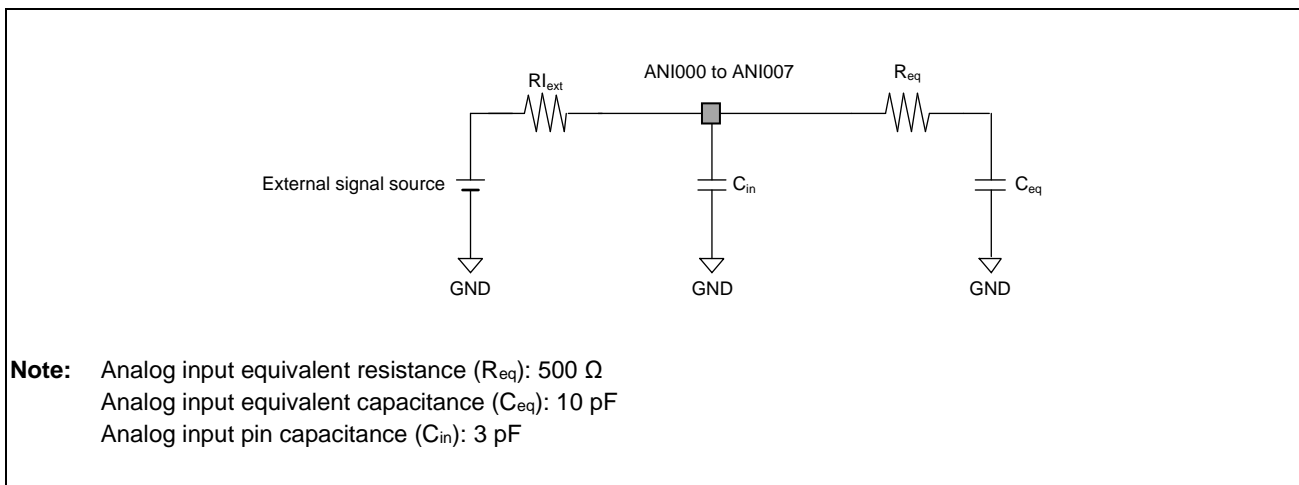 ANI000 to ANI007
RIext
Req
External signal source
Cin
Ceq
GND
GND
GND
Note: Analog input equivalent resistance (Req): 500 Ω
Analog input equivalent capacitance (Ceq): 10 pF
Analog input pin capacitance (Cin): 3 pF